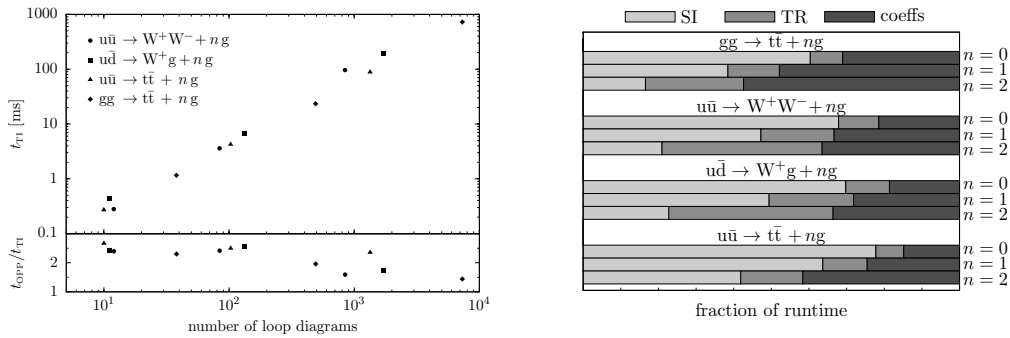 1000
100
10
1
0.1
t_TI [ms]
uū → W⁺W⁻ + n g
ud̄ → W⁺g + n g
uū → tt̄ + n g
gg → tt̄ + n g
2
1
t_OPP/t_TI
10¹ 10² 10³ 10⁴
number of loop diagrams
SI TR coeffs
gg → tt̄ + ng
n = 0
n = 1
n = 2
uū → W⁺W⁻ + ng
n = 0
n = 1
n = 2
ud̄ → W⁺g + ng
n = 0
n = 1
n = 2
uū → tt̄ + ng
n = 0
n = 1
n = 2
fraction of runtime